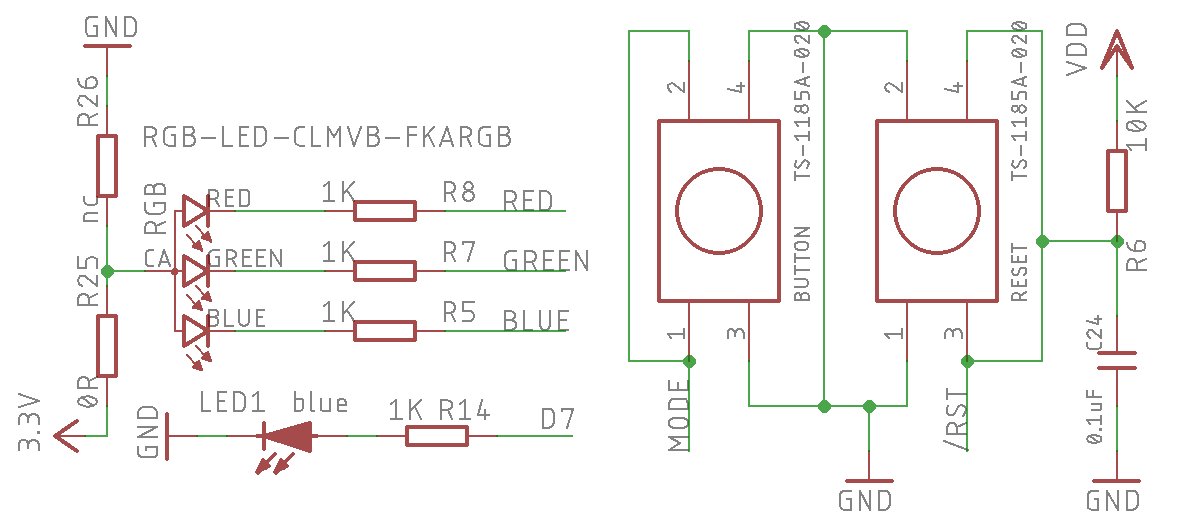 GND
R26
nc
RGB-LED-CLMVB-FKARGB
RGB
RED
1K
R8
RED
CA
GREEN
1K
R7
GREEN
R25
0R
BLUE
1K
R5
BLUE
3.3V
GND
LED1 blue
1K R14
D7
2
4
TS-1185A-020
BUTTON
1
3
MODE
2
4
TS-1185A-020
RESET
1
3
/RST
GND
VDD
10K
R6
C24
0.1uF
GND